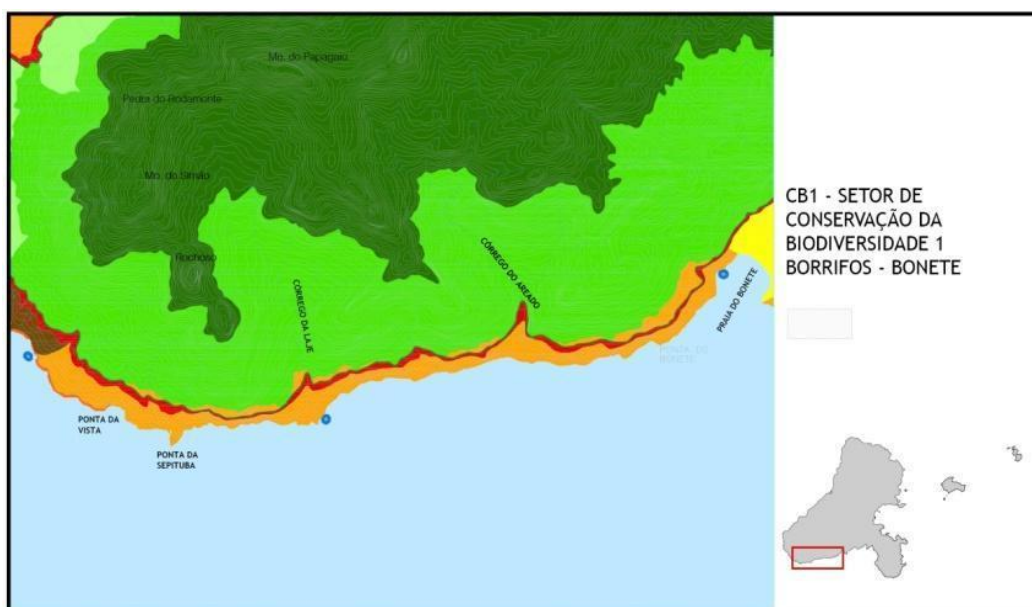 Mo. do Papagaio
Pedra do Rodamonte
Mo. do Simão
Rochoso
CÓRREGO DA LAJE
CÓRREGO DO AREADO
PRAIA DO BONETE
PONTA DO
BONETE
PONTA DA
VISTA
PONTA DA
SEPITUBA
CB1 - SETOR DE
CONSERVAÇÃO DA
BIODIVERSIDADE 1
BORRIFOS - BONETE